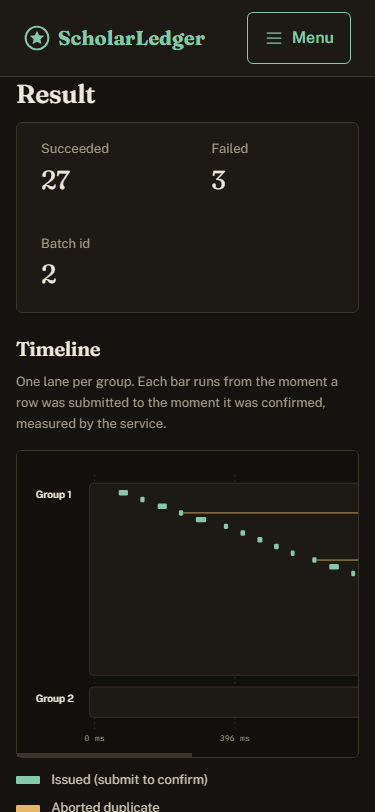 ScholarLedger
Menu
Result
Succeeded
Failed
27
3
Batch id
2
Timeline
One lane per group. Each bar runs from the moment a
row was submitted to the moment it was confirmed,
measured by the service.
Group 1
Group 2
0 ms
396 ms
Issued (submit to confirm)
Aborted duplicate